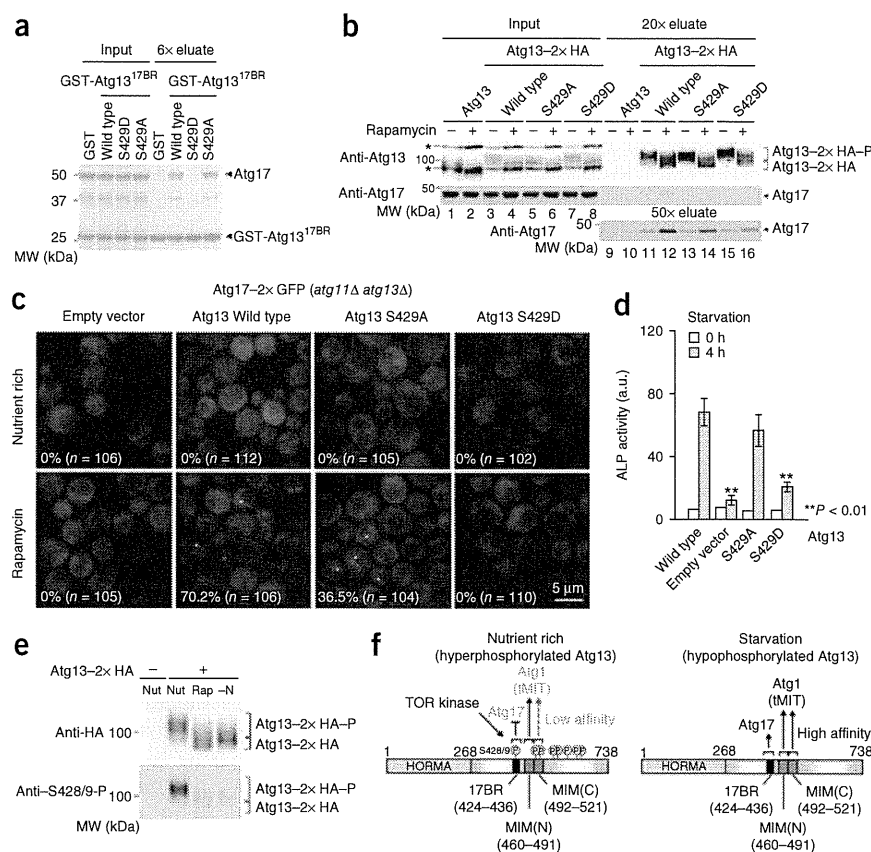 a
Input
6× eluate
GST-Atg13^17BR
GST-Atg13^17BR
GST
Wild type
S429D
S429A
GST
Wild type
S429D
S429A
50
Atg17
37
25
GST-Atg13^17BR
MW (kDa)
b
Input
20× eluate
Atg13–2× HA
Atg13–2× HA
Atg13
Wild type
S429A
S429D
Atg13
Wild type
S429A
S429D
Rapamycin
– + – + – + – +
– + – + – + – +
*
Anti-Atg13
100
*
Atg13–2× HA–P
Atg13–2× HA
Anti-Atg17
50
Atg17
MW (kDa)
1 2 3 4 5 6 7 8
50× eluate
Anti-Atg17
50
Atg17
MW (kDa)
9 10 11 12 13 14 15 16
c
Atg17–2× GFP (atg11Δ atg13Δ)
Empty vector
Atg13 Wild type
Atg13 S429A
Atg13 S429D
Nutrient rich
0% (n = 106)
0% (n = 112)
0% (n = 105)
0% (n = 102)
Rapamycin
0% (n = 105)
70.2% (n = 106)
36.5% (n = 104)
0% (n = 110)
5 μm
d
Starvation
0 h
4 h
ALP activity (a.u.)
120
80
40
0
**
**
**P < 0.01
Wild type
Empty vector
S429A
S429D
Atg13
e
Atg13–2× HA
–
+
Nut
Nut
Rap
–N
Anti-HA
100
Atg13–2× HA–P
Atg13–2× HA
Anti–S428/9-P
100
Atg13–2× HA–P
Atg13–2× HA
MW (kDa)
f
Nutrient rich
(hyperphosphorylated Atg13)
Atg1
(tMIT)
TOR kinase
Atg17
Low affinity
1
268
S428/9
738
HORMA
17BR
(424–436)
MIM(C)
(492–521)
MIM(N)
(460–491)
Starvation
(hypophosphorylated Atg13)
Atg1
(tMIT)
Atg17
High affinity
1
268
738
HORMA
17BR
(424–436)
MIM(C)
(492–521)
MIM(N)
(460–491)